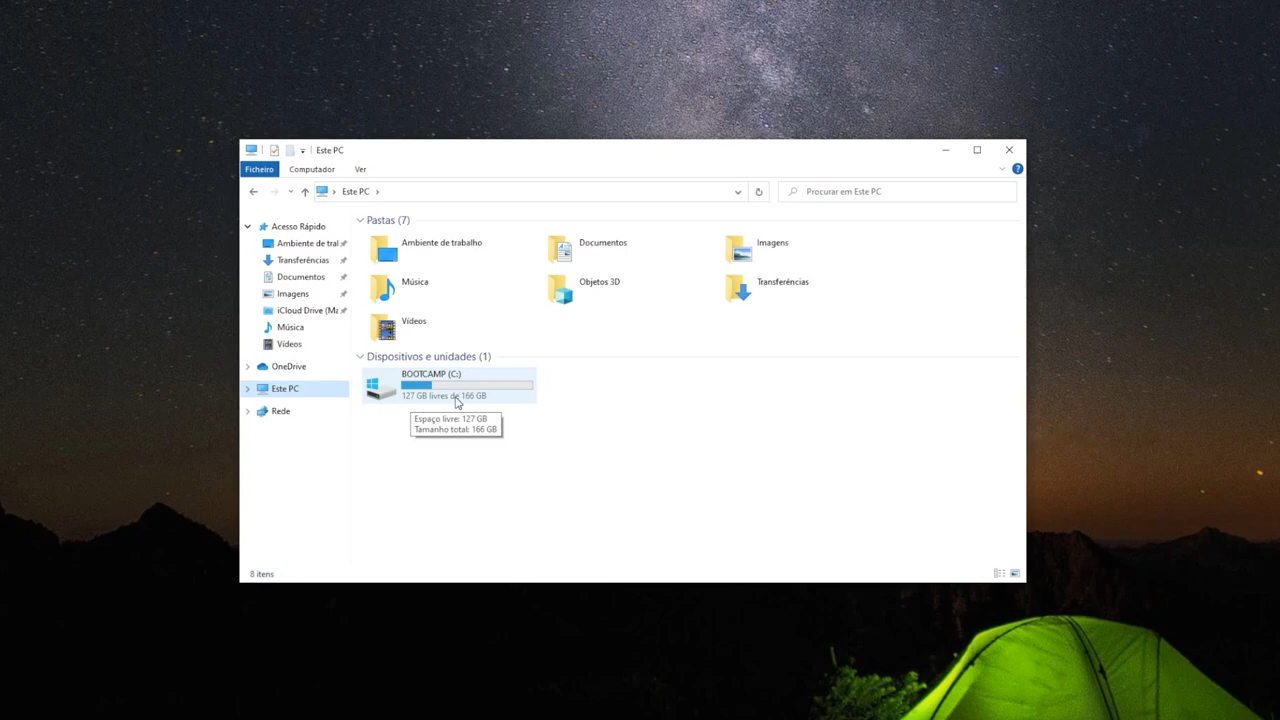 Este PC
Ficheiro
Computador
Ver
Este PC
Procurar em Este PC
Acesso Rápido
Ambiente de tral
Transferências
Documentos
Imagens
iCloud Drive (Ma
Música
Vídeos
OneDrive
Este PC
Rede
Pastas (7)
Ambiente de trabalho
Documentos
Imagens
Música
Objetos 3D
Transferências
Vídeos
Dispositivos e unidades (1)
BOOTCAMP (C:)
127 GB livres de 166 GB
Espaço livre: 127 GB
Tamanho total: 166 GB
8 itens